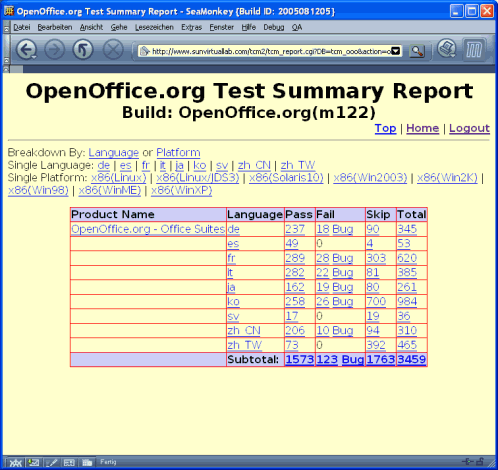 OpenOffice.org Test Summary Report - SeaMonkey {Build ID: 2005081205}
Datei Bearbeiten Ansicht Gehe Lesezeichen Extras Fenster Hilfe Debug QA
http://www.sunvirtuallab.com/tcm2/tcm_report.cgi?DB=tcm_ooo&action=o
OpenOffice.org Test Summary Report
Build: OpenOffice.org(m122)
Top | Home | Logout
Breakdown By: Language or Platform
Single Language: de | es | fr | it | ja | ko | sv | zh_CN | zh_TW
Single Platform: x86(Linux) | x86(Linux/JDS3) | x86(Solaris10) | x86(Win2003) | x86(Win2K) |
x86(Win98) | x86(WinME) | x86(WinXP)
Product Name Language Pass Fail Skip Total
OpenOffice.org - Office Suites de 237 18 Bug 90 345
es 49 0 4 53
fr 289 28 Bug 303 620
it 282 22 Bug 81 385
ja 162 19 Bug 80 261
ko 258 26 Bug 700 984
sv 17 0 19 36
zh_CN 206 10 Bug 94 310
zh_TW 73 0 392 465
Subtotal: 1573 123 Bug 1763 3459
Fertig